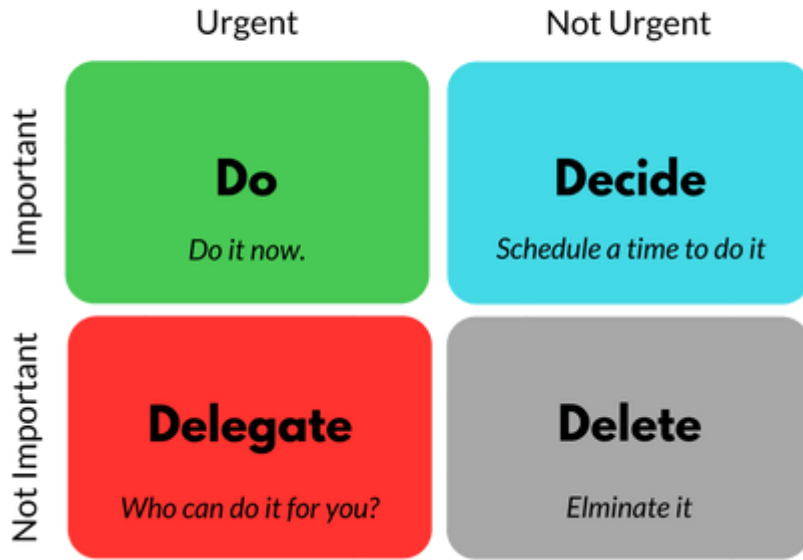 Urgent
Not Urgent
Important
Do
Do it now.
Decide
Schedule a time to do it
Not Important
Delegate
Who can do it for you?
Delete
Elminate it